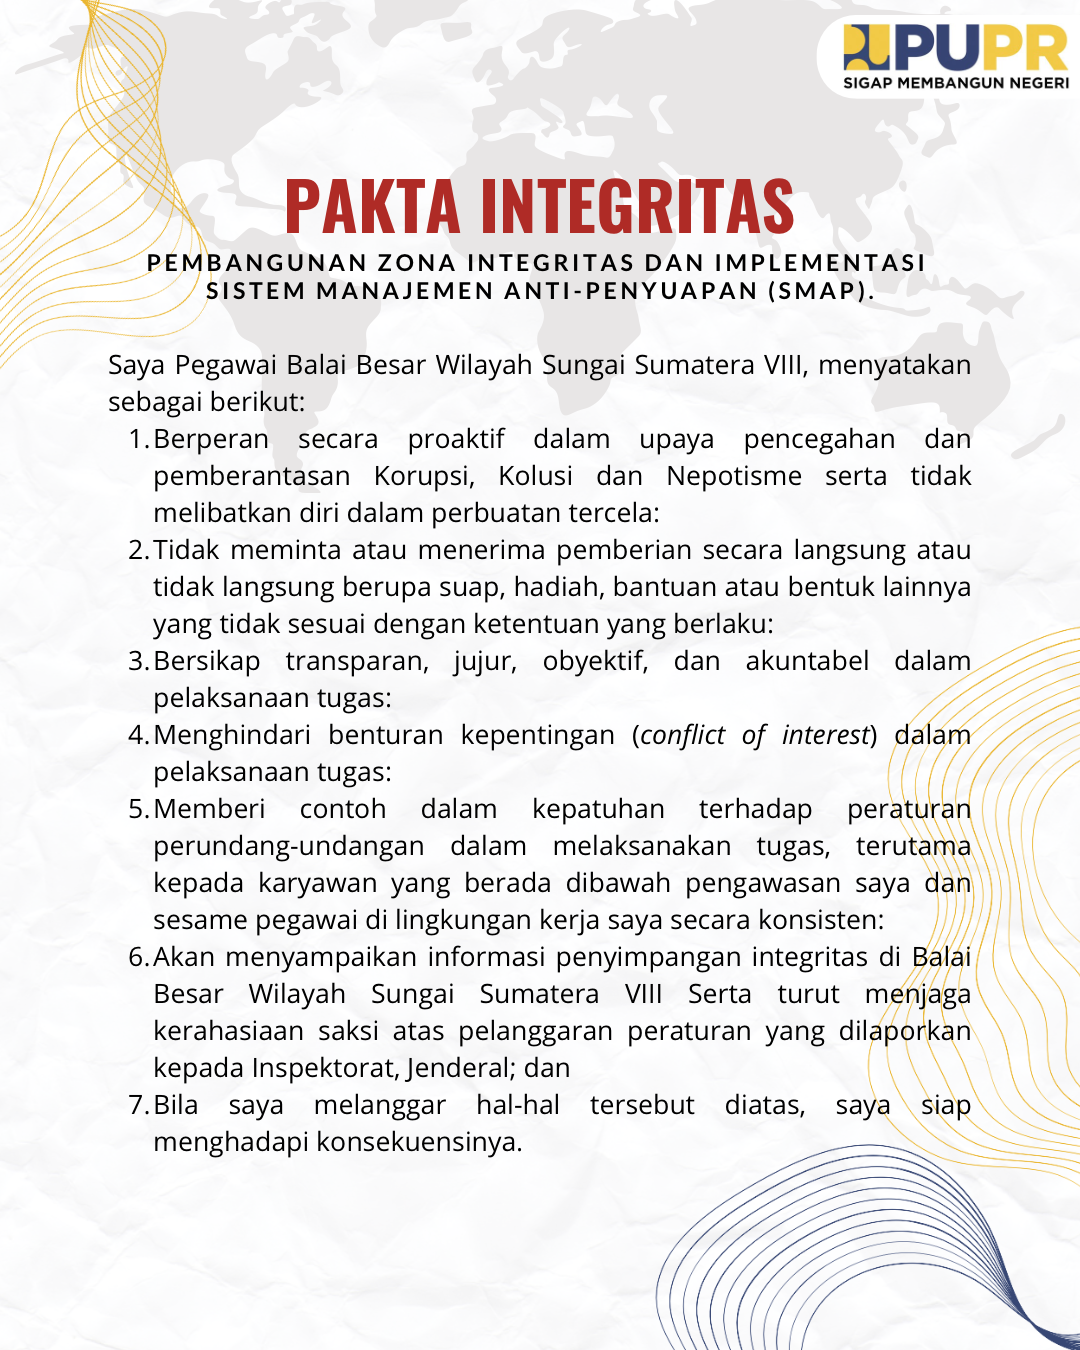 PUPR
SIGAP MEMBANGUN NEGERI
PAKTA INTEGRITAS
PEMBANGUNAN ZONA INTEGRITAS DAN IMPLEMENTASI
SISTEM MANAJEMEN ANTI-PENYUAPAN (SMAP).
Saya Pegawai Balai Besar Wilayah Sungai Sumatera VIII, menyatakan
sebagai berikut:
1. Berperan secara proaktif dalam upaya pencegahan dan
pemberantasan Korupsi, Kolusi dan Nepotisme serta tidak
melibatkan diri dalam perbuatan tercela:
2. Tidak meminta atau menerima pemberian secara langsung atau
tidak langsung berupa suap, hadiah, bantuan atau bentuk lainnya
yang tidak sesuai dengan ketentuan yang berlaku:
3. Bersikap transparan, jujur, obyektif, dan akuntabel dalam
pelaksanaan tugas:
4. Menghindari benturan kepentingan (conflict of interest) dalam
pelaksanaan tugas:
5. Memberi contoh dalam kepatuhan terhadap peraturan
perundang-undangan dalam melaksanakan tugas, terutama
kepada karyawan yang berada dibawah pengawasan saya dan
sesame pegawai di lingkungan kerja saya secara konsisten:
6. Akan menyampaikan informasi penyimpangan integritas di Balai
Besar Wilayah Sungai Sumatera VIII Serta turut menjaga
kerahasiaan saksi atas pelanggaran peraturan yang dilaporkan
kepada Inspektorat, Jenderal; dan
7. Bila saya melanggar hal-hal tersebut diatas, saya siap
menghadapi konsekuensinya.